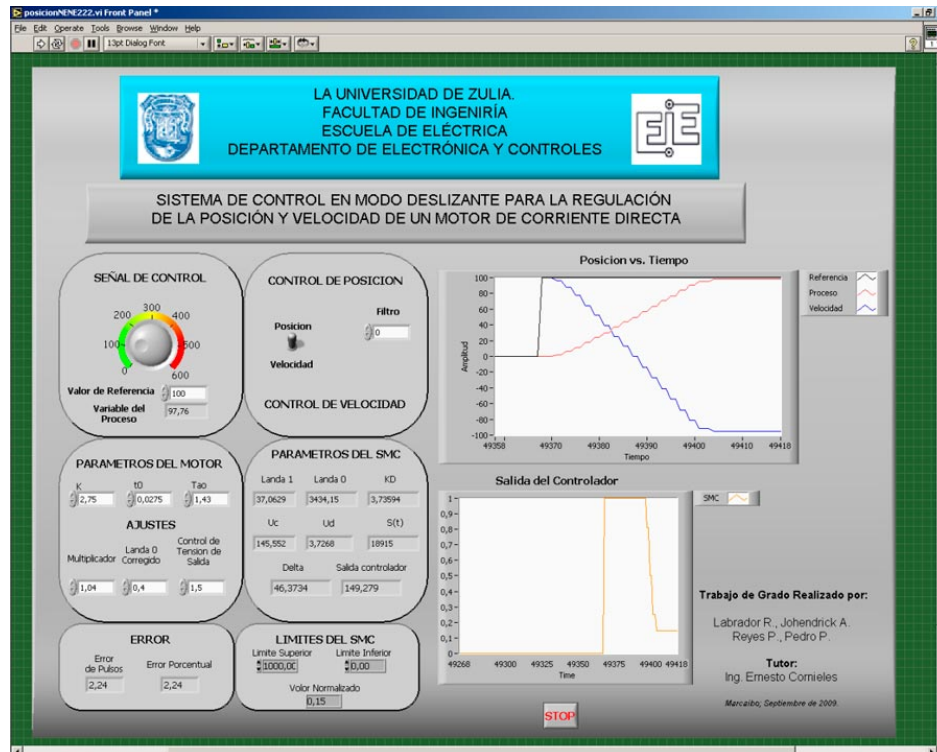 posicionNENE222.vi Front Panel *
File Edit Operate Tools Browse Window Help
13pt Dialog Font
LA UNIVERSIDAD DE ZULIA.
FACULTAD DE INGENIRÍA
ESCUELA DE ELÉCTRICA
DEPARTAMENTO DE ELECTRÓNICA Y CONTROLES
EIE
SISTEMA DE CONTROL EN MODO DESLIZANTE PARA LA REGULACIÓN
DE LA POSICIÓN Y VELOCIDAD DE UN MOTOR DE CORRIENTE DIRECTA
SEÑAL DE CONTROL
0 100 200 300 400 500 600
Valor de Referencia 100
Variable del
Proceso
97,76
CONTROL DE POSICION
Filtro
0
Posicion
Velocidad
CONTROL DE VELOCIDAD
PARAMETROS DEL MOTOR
K t0 Tao
2,75 0,0275 1,43
AJUSTES
Multiplicador
Landa 0
Corregido
Control de
Tension de
Salida
1,04 0,4 1,5
PARAMETROS DEL SMC
Landa 1 Landa 0 KD
37,0629 3434,15 3,73594
Uc Ud S(t)
145,552 3,7268 18915
Delta Salida controlador
46,3734 149,279
ERROR
Error
de Pulsos
Error Porcentual
2,24 2,24
LIMITES DEL SMC
Limite Superior Limite Inferior
1000,00 0,00
Volor Normalizado
0,15
Posicion vs. Tiempo
Amplitud
100
80
60
40
20
0
-20
-40
-60
-80
-100
49358 49370 49380 49390 49400 49410 49418
Tiempo
Referencia
Proceso
Velocidad
Salida del Controlador
1
0,9
0,8
0,7
0,6
0,5
0,4
0,3
0,2
0,1
0
49268 49300 49325 49350 49375 49400 49418
Time
SMC
Trabajo de Grado Realizado por:
Labrador R., Johendrick A.
Reyes P., Pedro P.
Tutor:
Ing. Ernesto Cornieles
Marcaibo; Septiembre de 2009.
STOP